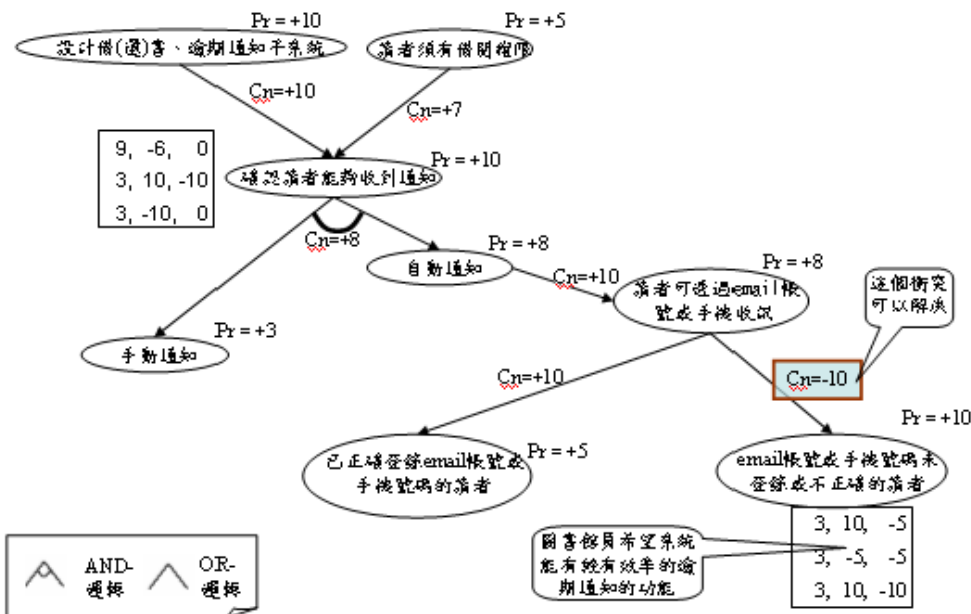 Pr = +10
Pr = +5
設計借(還)書、逾期通知子系統
讀者須有借閱權限
Cn=+10
Cn=+7
9, -6, 0
3, 10, -10
3, -10, 0
Pr = +10
確認讀者能夠收到通知
Cn=+8
Pr = +8
自動通知
Cn=+10
Pr = +8
讀者可透過email帳
號或手機收訊
這個衝突
可以解決
Pr = +3
手動通知
Cn=+10
Cn=-10
Pr = +10
已正確登錄email帳號或
手機號碼的讀者
Pr = +5
email帳號或手機號碼未
登錄或不正確的讀者
3, 10, -5
3, -5, -5
3, 10, -10
圖書館員希望系統
能有較有效率的逾
期通知的功能
AND-
連接
OR-
連接